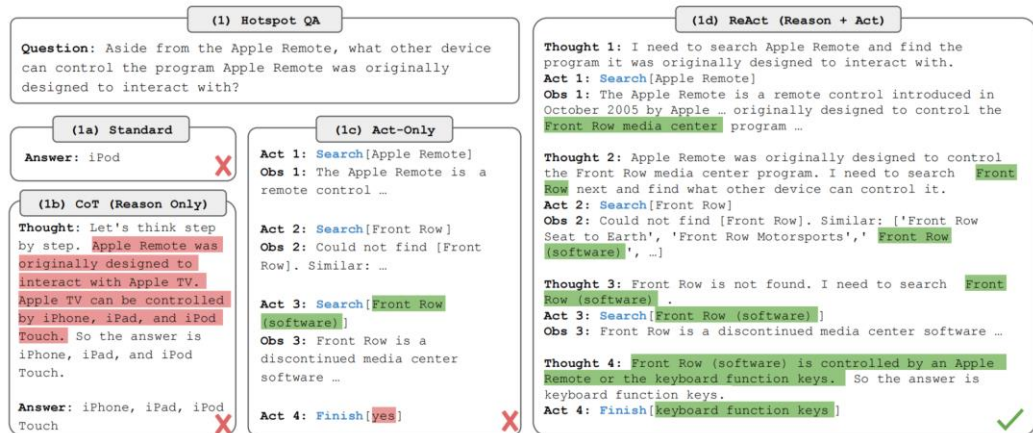 (1) Hotspot QA
Question: Aside from the Apple Remote, what other device
can control the program Apple Remote was originally
designed to interact with?
(1a) Standard
Answer: iPod
(1b) CoT (Reason Only)
Thought: Let's think step
by step. Apple Remote was
originally designed to
interact with Apple TV.
Apple TV can be controlled
by iPhone, iPad, and iPod
Touch. So the answer is
iPhone, iPad, and iPod
Touch.
Answer: iPhone, iPad, iPod
Touch
(1c) Act-Only
Act 1: Search[Apple Remote]
Obs 1: The Apple Remote is a
remote control …
Act 2: Search[Front Row]
Obs 2: Could not find [Front
Row]. Similar: …
Act 3: Search[Front Row
(software)]
Obs 3: Front Row is a
discontinued media center
software …
Act 4: Finish[yes]
(1d) ReAct (Reason + Act)
Thought 1: I need to search Apple Remote and find the
program it was originally designed to interact with.
Act 1: Search[Apple Remote]
Obs 1: The Apple Remote is a remote control introduced in
October 2005 by Apple … originally designed to control the
Front Row media center program …
Thought 2: Apple Remote was originally designed to control
the Front Row media center program. I need to search Front
Row next and find what other device can control it.
Act 2: Search[Front Row]
Obs 2: Could not find [Front Row]. Similar: ['Front Row
Seat to Earth', 'Front Row Motorsports',' Front Row
(software)', …]
Thought 3: Front Row is not found. I need to search Front
Row (software) .
Act 3: Search[Front Row (software)]
Obs 3: Front Row is a discontinued media center software …
Thought 4: Front Row (software) is controlled by an Apple
Remote or the keyboard function keys. So the answer is
keyboard function keys.
Act 4: Finish[keyboard function keys]